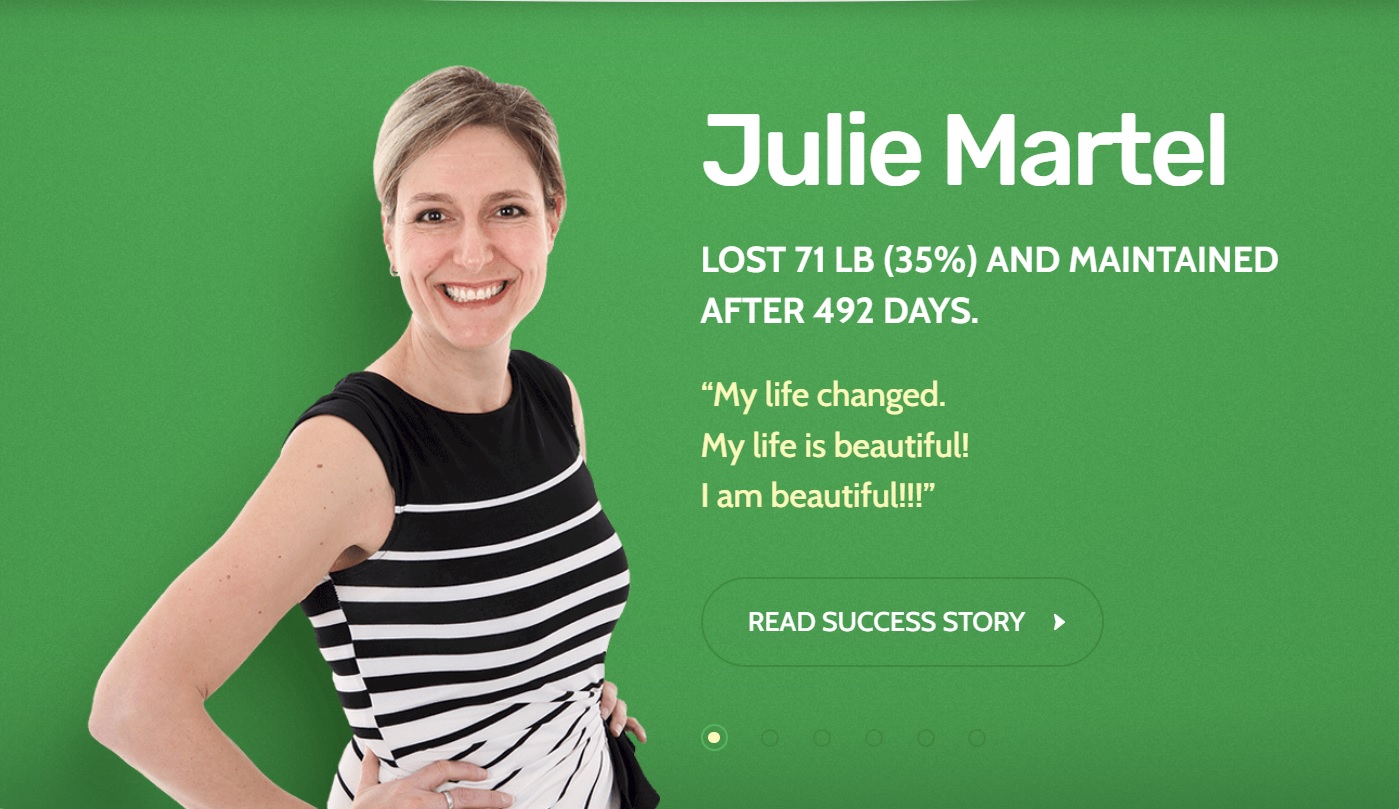 Julie Martel
LOST 71 LB (35%) AND MAINTAINED
AFTER 492 DAYS.
“My life changed.
My life is beautiful!
I am beautiful!!!”
READ SUCCESS STORY